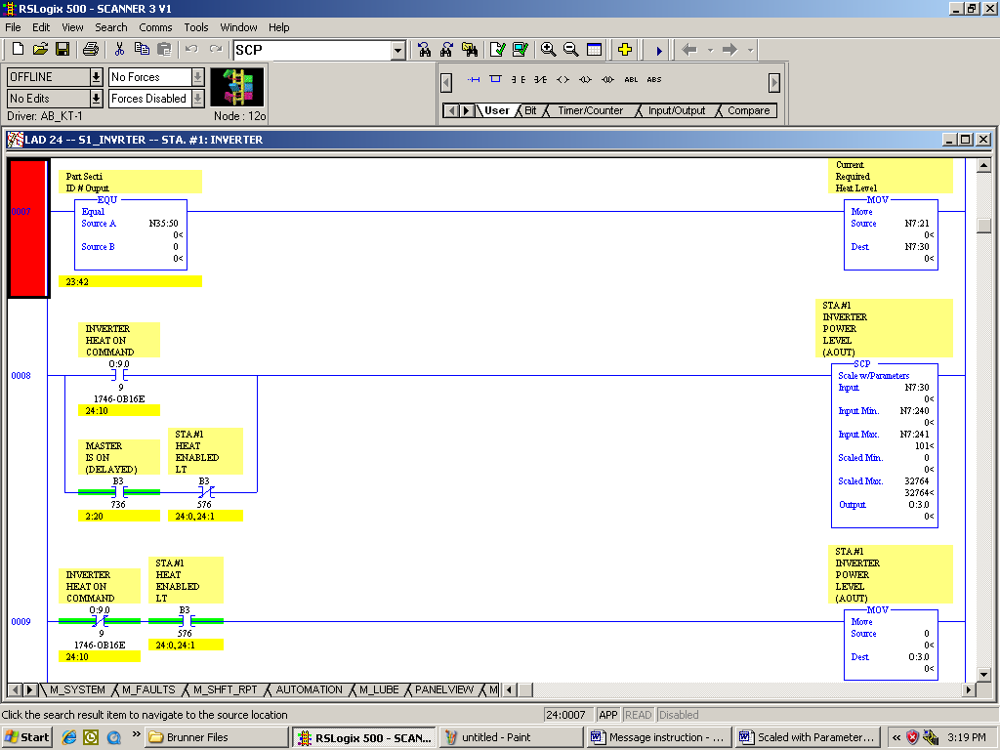 RSLogix 500 - SCANNER 3 V1
File Edit View Search Comms Tools Window Help
SCP
OFFLINE No Forces
No Edits Forces Disabled
Driver: AB_KT-1 Node : 12o
ABL ABS
User Bit Timer/Counter Input/Output Compare
LAD 24 -- S1_INVRTER -- STA. #1: INVERTER
0007
Part Secti
ID # Ouput
EQU
Equal
Source A N35:50
0<
Source B 0
0<
23:42
Current
Required
Heat Level
MOV
Move
Source N7:21
0<
Dest N7:30
0<
0008
INVERTER
HEAT ON
COMMAND
O:9.0
9
1746-OB16E
24:10
MASTER
IS ON
(DELAYED)
B3
736
2:20
STA.#1
HEAT
ENABLED
LT
B3
576
24:0,24:1
STA.#1
INVERTER
POWER
LEVEL
(AOUT)
SCP
Scale w/Parameters
Input N7:30
0<
Input Min. N7:240
0<
Input Max. N7:241
101<
Scaled Min. 0
0<
Scaled Max. 32764
32764<
Output O:3.0
0<
0009
INVERTER
HEAT ON
COMMAND
O:9.0
9
1746-OB16E
24:10
STA.#1
HEAT
ENABLED
LT
B3
576
24:0,24:1
STA.#1
INVERTER
POWER
LEVEL
(AOUT)
MOV
Move
Source 0
0<
Dest O:3.0
0<
M_SYSTEM M_FAULTS M_SHFT_RPT AUTOMATION M_LUBE PANELVIEW M
Click the search result item to navigate to the source location 24:0007 APP READ Disabled
Start » Brunner Files RSLogix 500 - SCAN... untitled - Paint Message instruction - ... Scaled with Parameter... « 3:19 PM